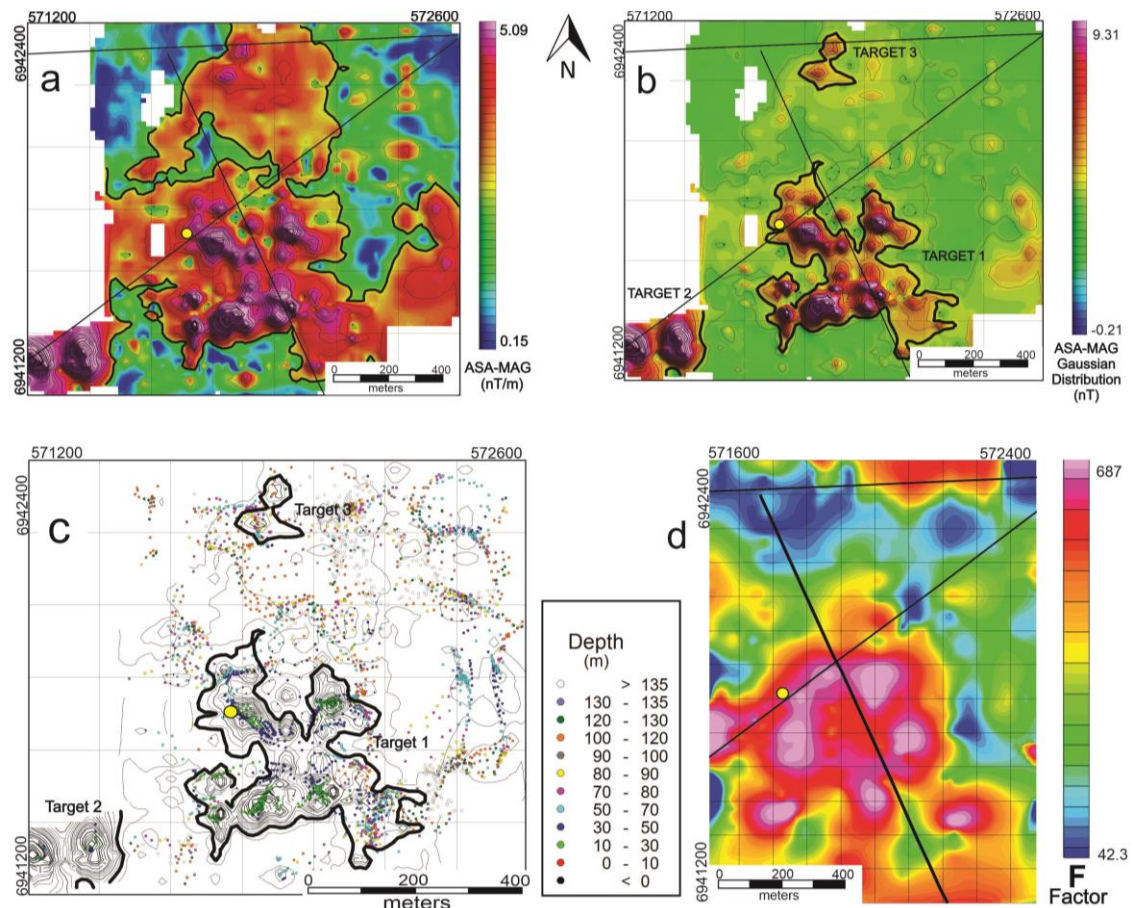 571200
572600
6942400
6941200
a
5.09
0.15
ASA-MAG
(nT/m)
0 200 400
meters
N
571200
572600
6942400
6941200
b
TARGET 3
TARGET 1
TARGET 2
9.31
-0.21
ASA-MAG
Gaussian
Distribution
(nT)
0 200 400
meters
571200
572600
6942400
6941200
c
Target 3
Target 1
Target 2
0 200 400
meters
Depth
(m)
> 135
130 - 135
120 - 130
100 - 120
90 - 100
80 - 90
70 - 80
50 - 70
30 - 50
10 - 30
0 - 10
< 0
571600
572400
6942400
6941200
d
687
42.3
F
Factor
0 200 400
meters